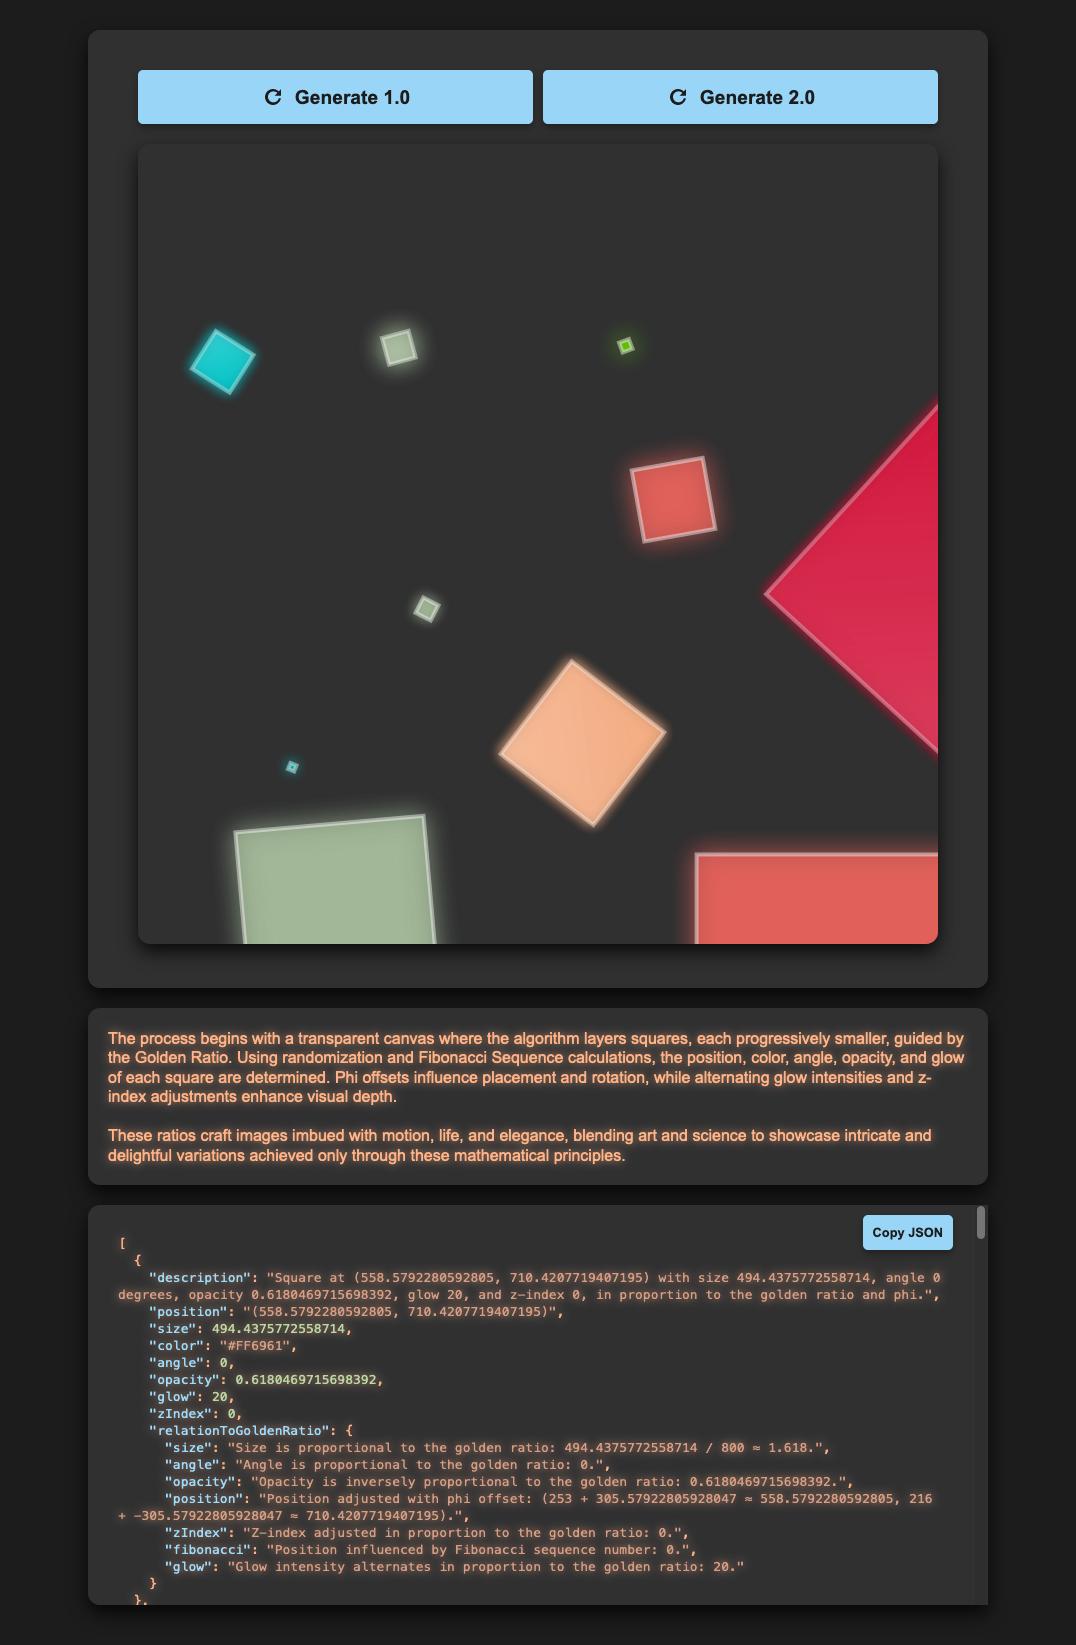 Generate 1.0
Generate 2.0
The process begins with a transparent canvas where the algorithm layers squares, each progressively smaller, guided by
the Golden Ratio. Using randomization and Fibonacci Sequence calculations, the position, color, angle, opacity, and glow
of each square are determined. Phi offsets influence placement and rotation, while alternating glow intensities and z-
index adjustments enhance visual depth.
These ratios craft images imbued with motion, life, and elegance, blending art and science to showcase intricate and
delightful variations achieved only through these mathematical principles.
Copy JSON
[
{
"description": "Square at (558.5792280592805, 710.4207719407195) with size 494.4375772558714, angle 0
degrees, opacity 0.6180469715698392, glow 20, and z-index 0, in proportion to the golden ratio and phi.",
"position": "(558.5792280592805, 710.4207719407195)",
"size": 494.4375772558714,
"color": "#FF6961",
"angle": 0,
"opacity": 0.6180469715698392,
"glow": 20,
"zIndex": 0,
"relationToGoldenRatio": {
"size": "Size is proportional to the golden ratio: 494.4375772558714 / 800 ≈ 1.618.",
"angle": "Angle is proportional to the golden ratio: 0.",
"opacity": "Opacity is inversely proportional to the golden ratio: 0.6180469715698392.",
"position": "Position adjusted with phi offset: (253 + 305.57922805928047 ≈ 558.5792280592805, 216
+ -305.57922805928047 ≈ 710.4207719407195).",
"zIndex": "Z-index adjusted in proportion to the golden ratio: 0.",
"fibonacci": "Position influenced by Fibonacci sequence number: 0.",
"glow": "Glow intensity alternates in proportion to the golden ratio: 20."
}
},